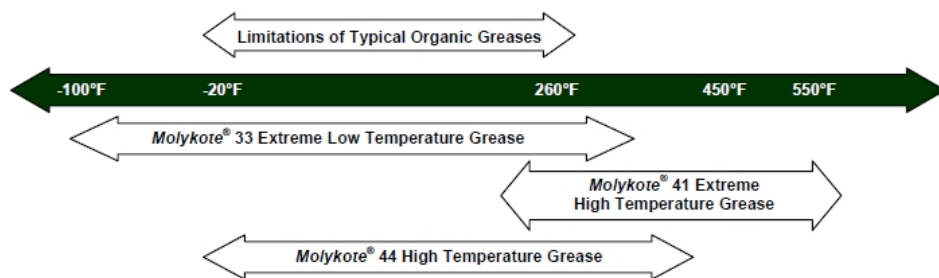 Limitations of Typical Organic Greases
-100°F -20°F 260°F 450°F 550°F
Molykote® 33 Extreme Low Temperature Grease
Molykote® 41 Extreme
High Temperature Grease
Molykote® 44 High Temperature Grease